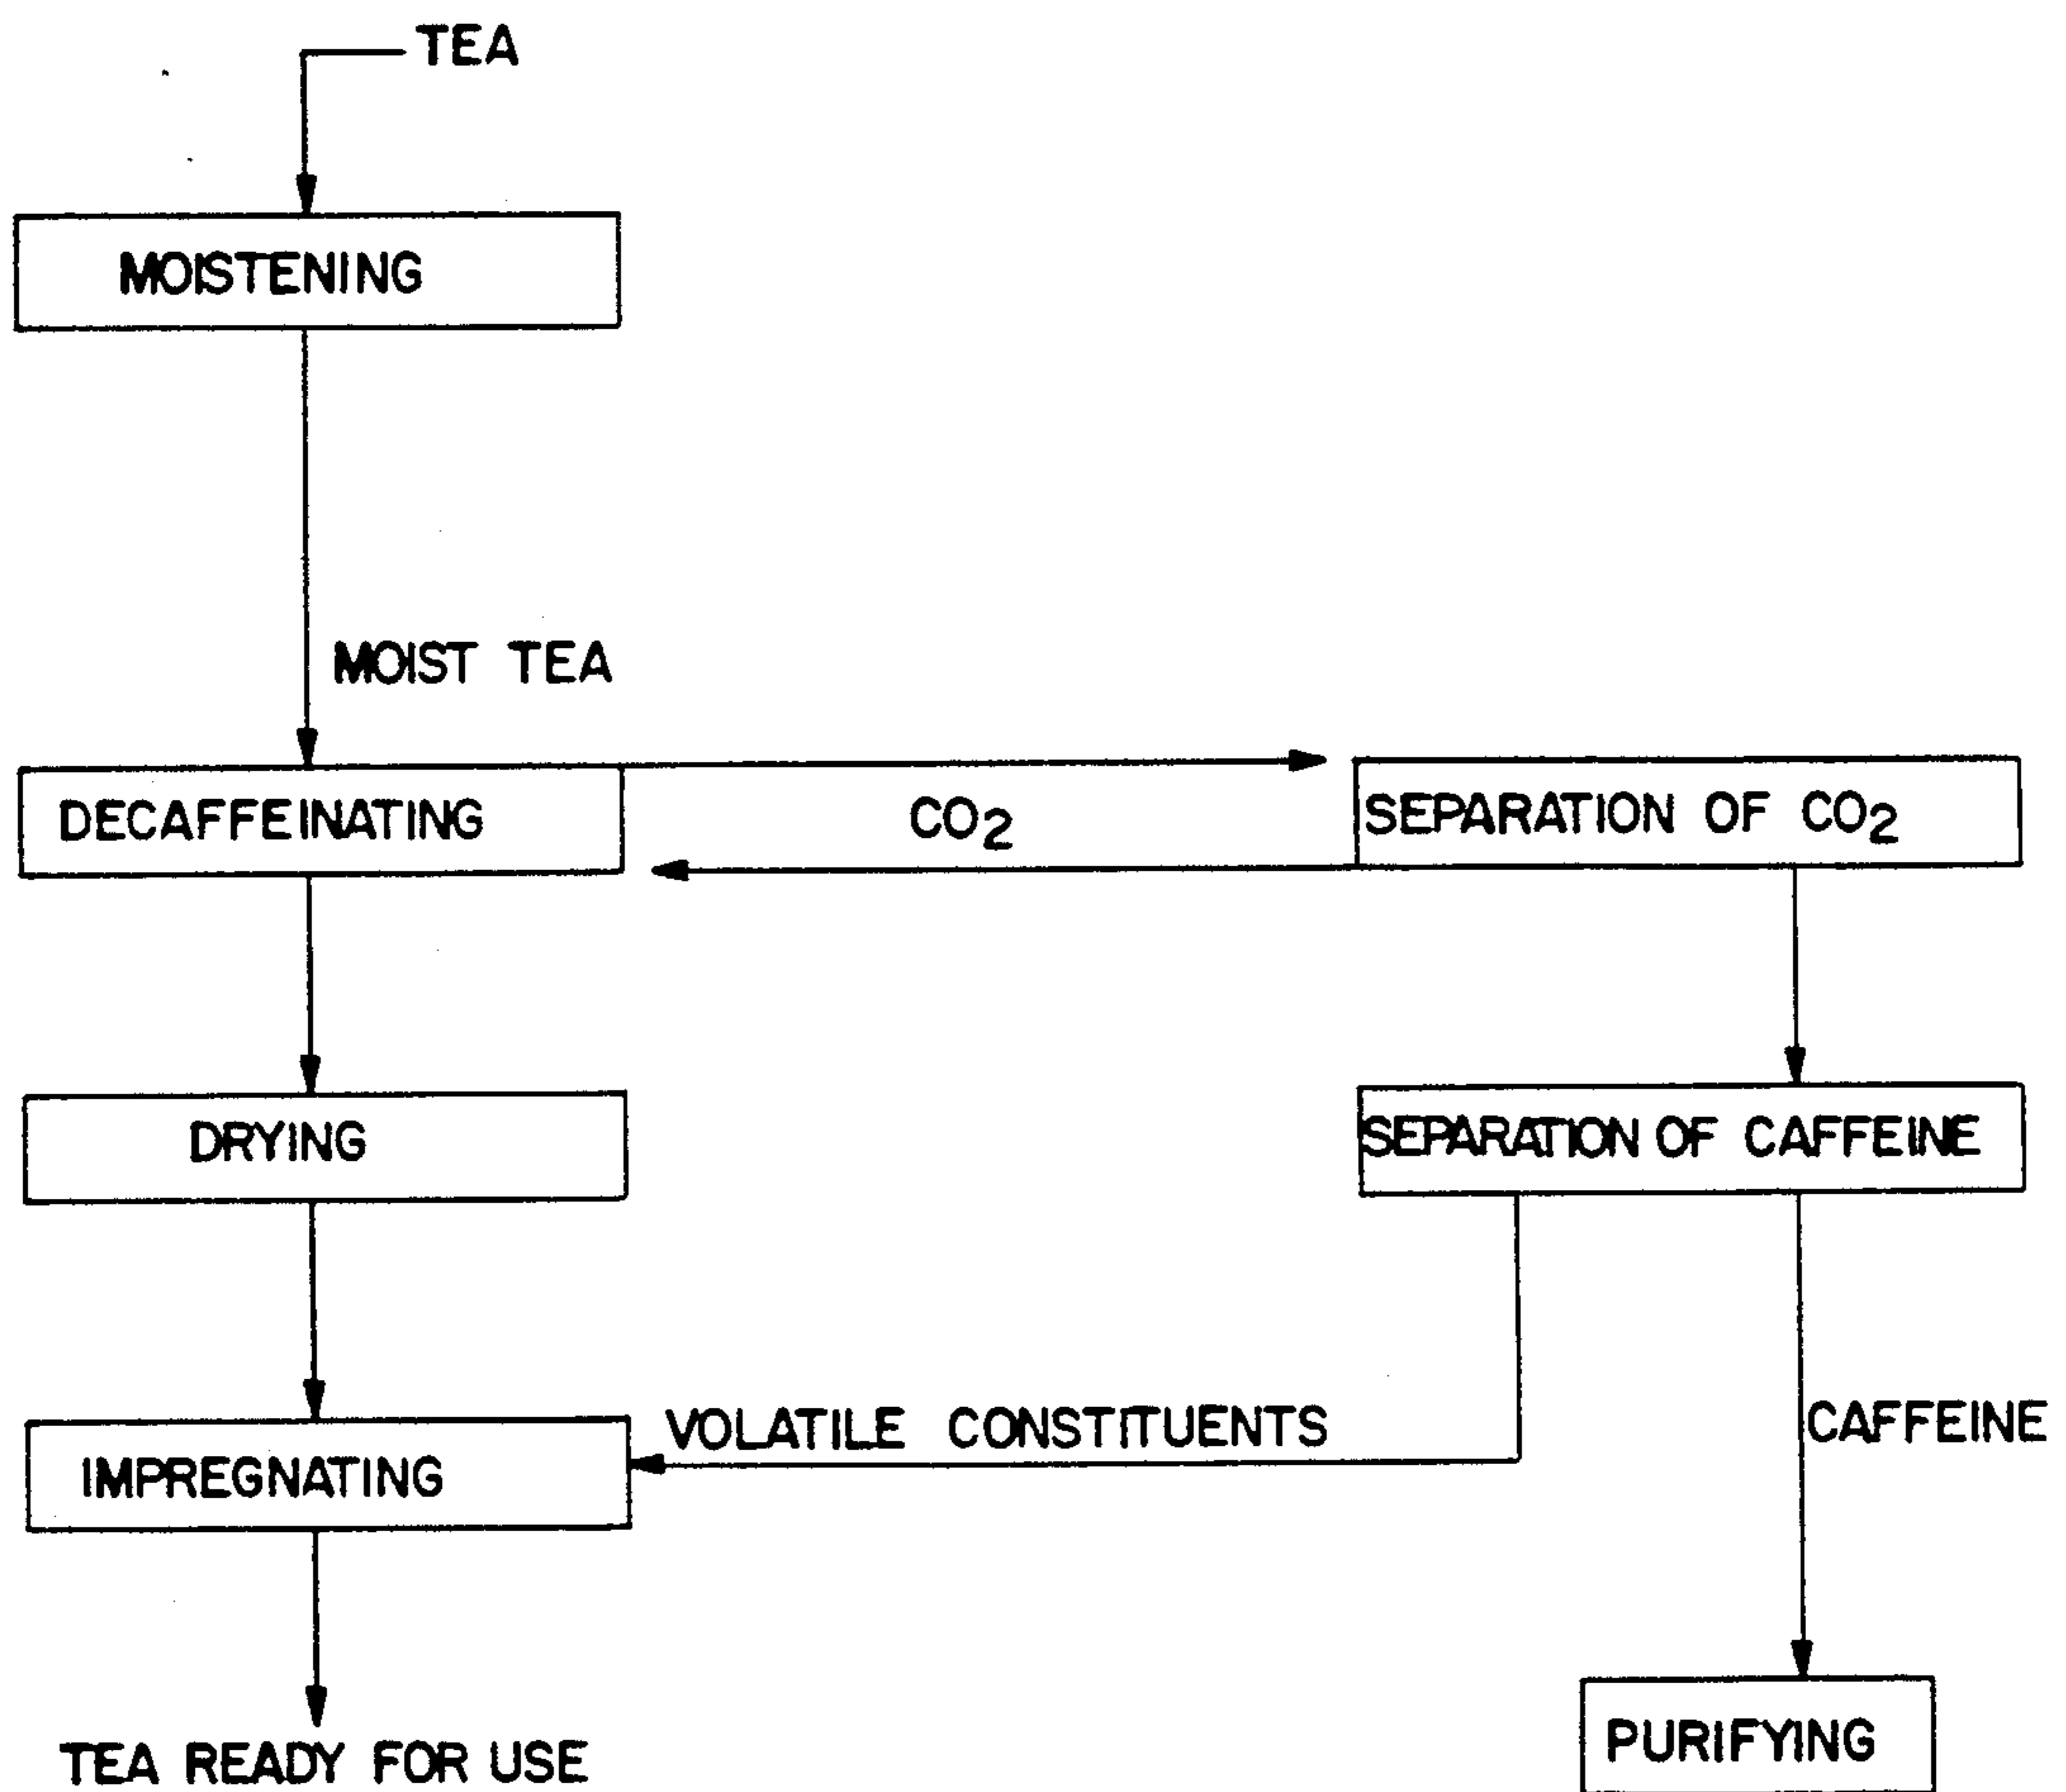 TEA
MOISTENING
MOIST TEA
DECAFFEINATING
CO2
SEPARATION OF CO2
DRYING
SEPARATION OF CAFFEINE
VOLATILE CONSTITUENTS
CAFFEINE
IMPREGNATING
TEA READY FOR USE
PURIFYING